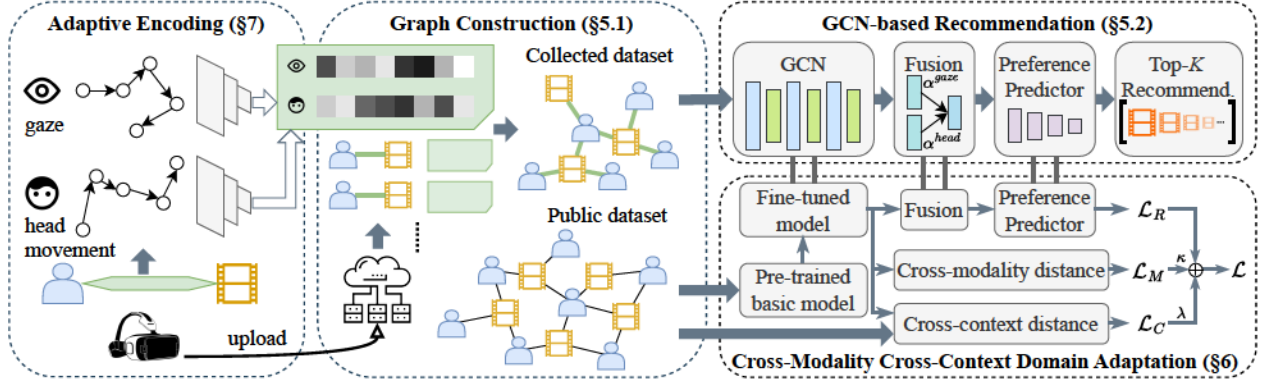 Adaptive Encoding (§7)
gaze
head
movement
upload
Graph Construction (§5.1)
Collected dataset
Public dataset
GCN-based Recommendation (§5.2)
GCN
Fusion
α^gaze
α^head
Preference
Predictor
Top-K
Recommend.
...
Fine-tuned
model
Fusion
Preference
Predictor
ℒ_R
Pre-trained
basic model
Cross-modality distance
ℒ_M
κ
ℒ
Cross-context distance
ℒ_C
λ
Cross-Modality Cross-Context Domain Adaptation (§6)